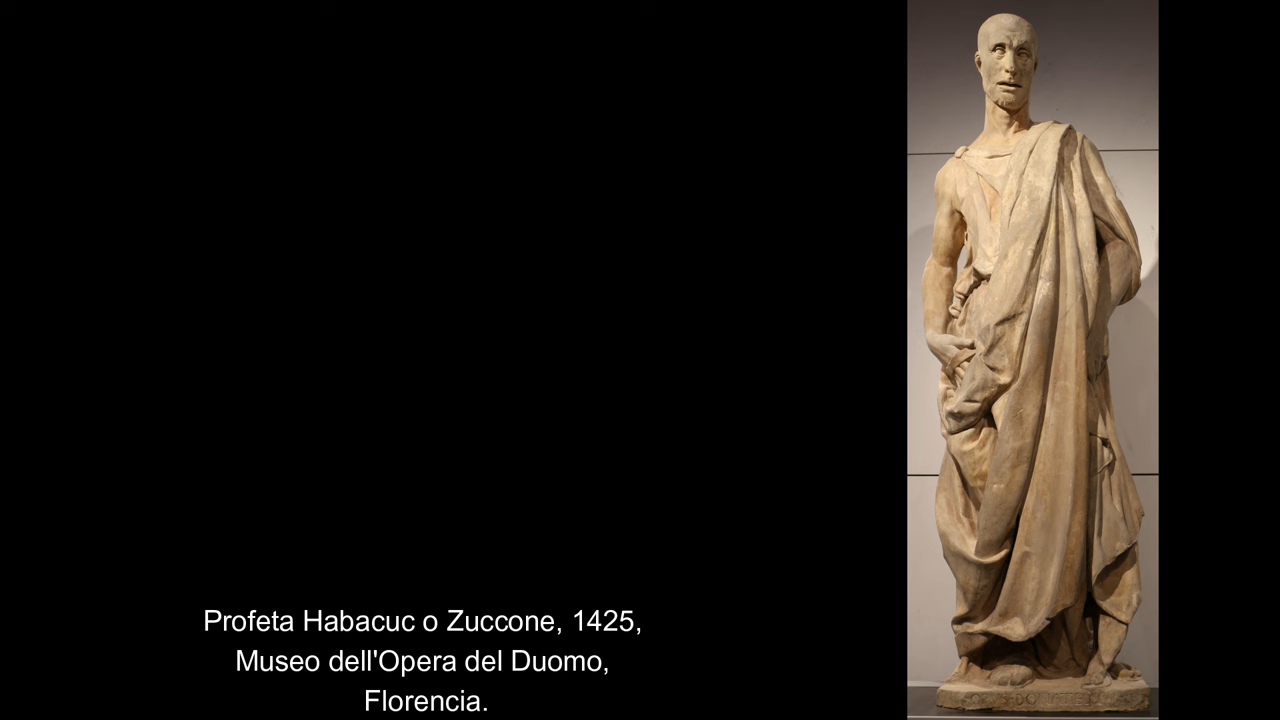 Profeta Habacuc o Zuccone, 1425,
Museo dell'Opera del Duomo,
Florencia.